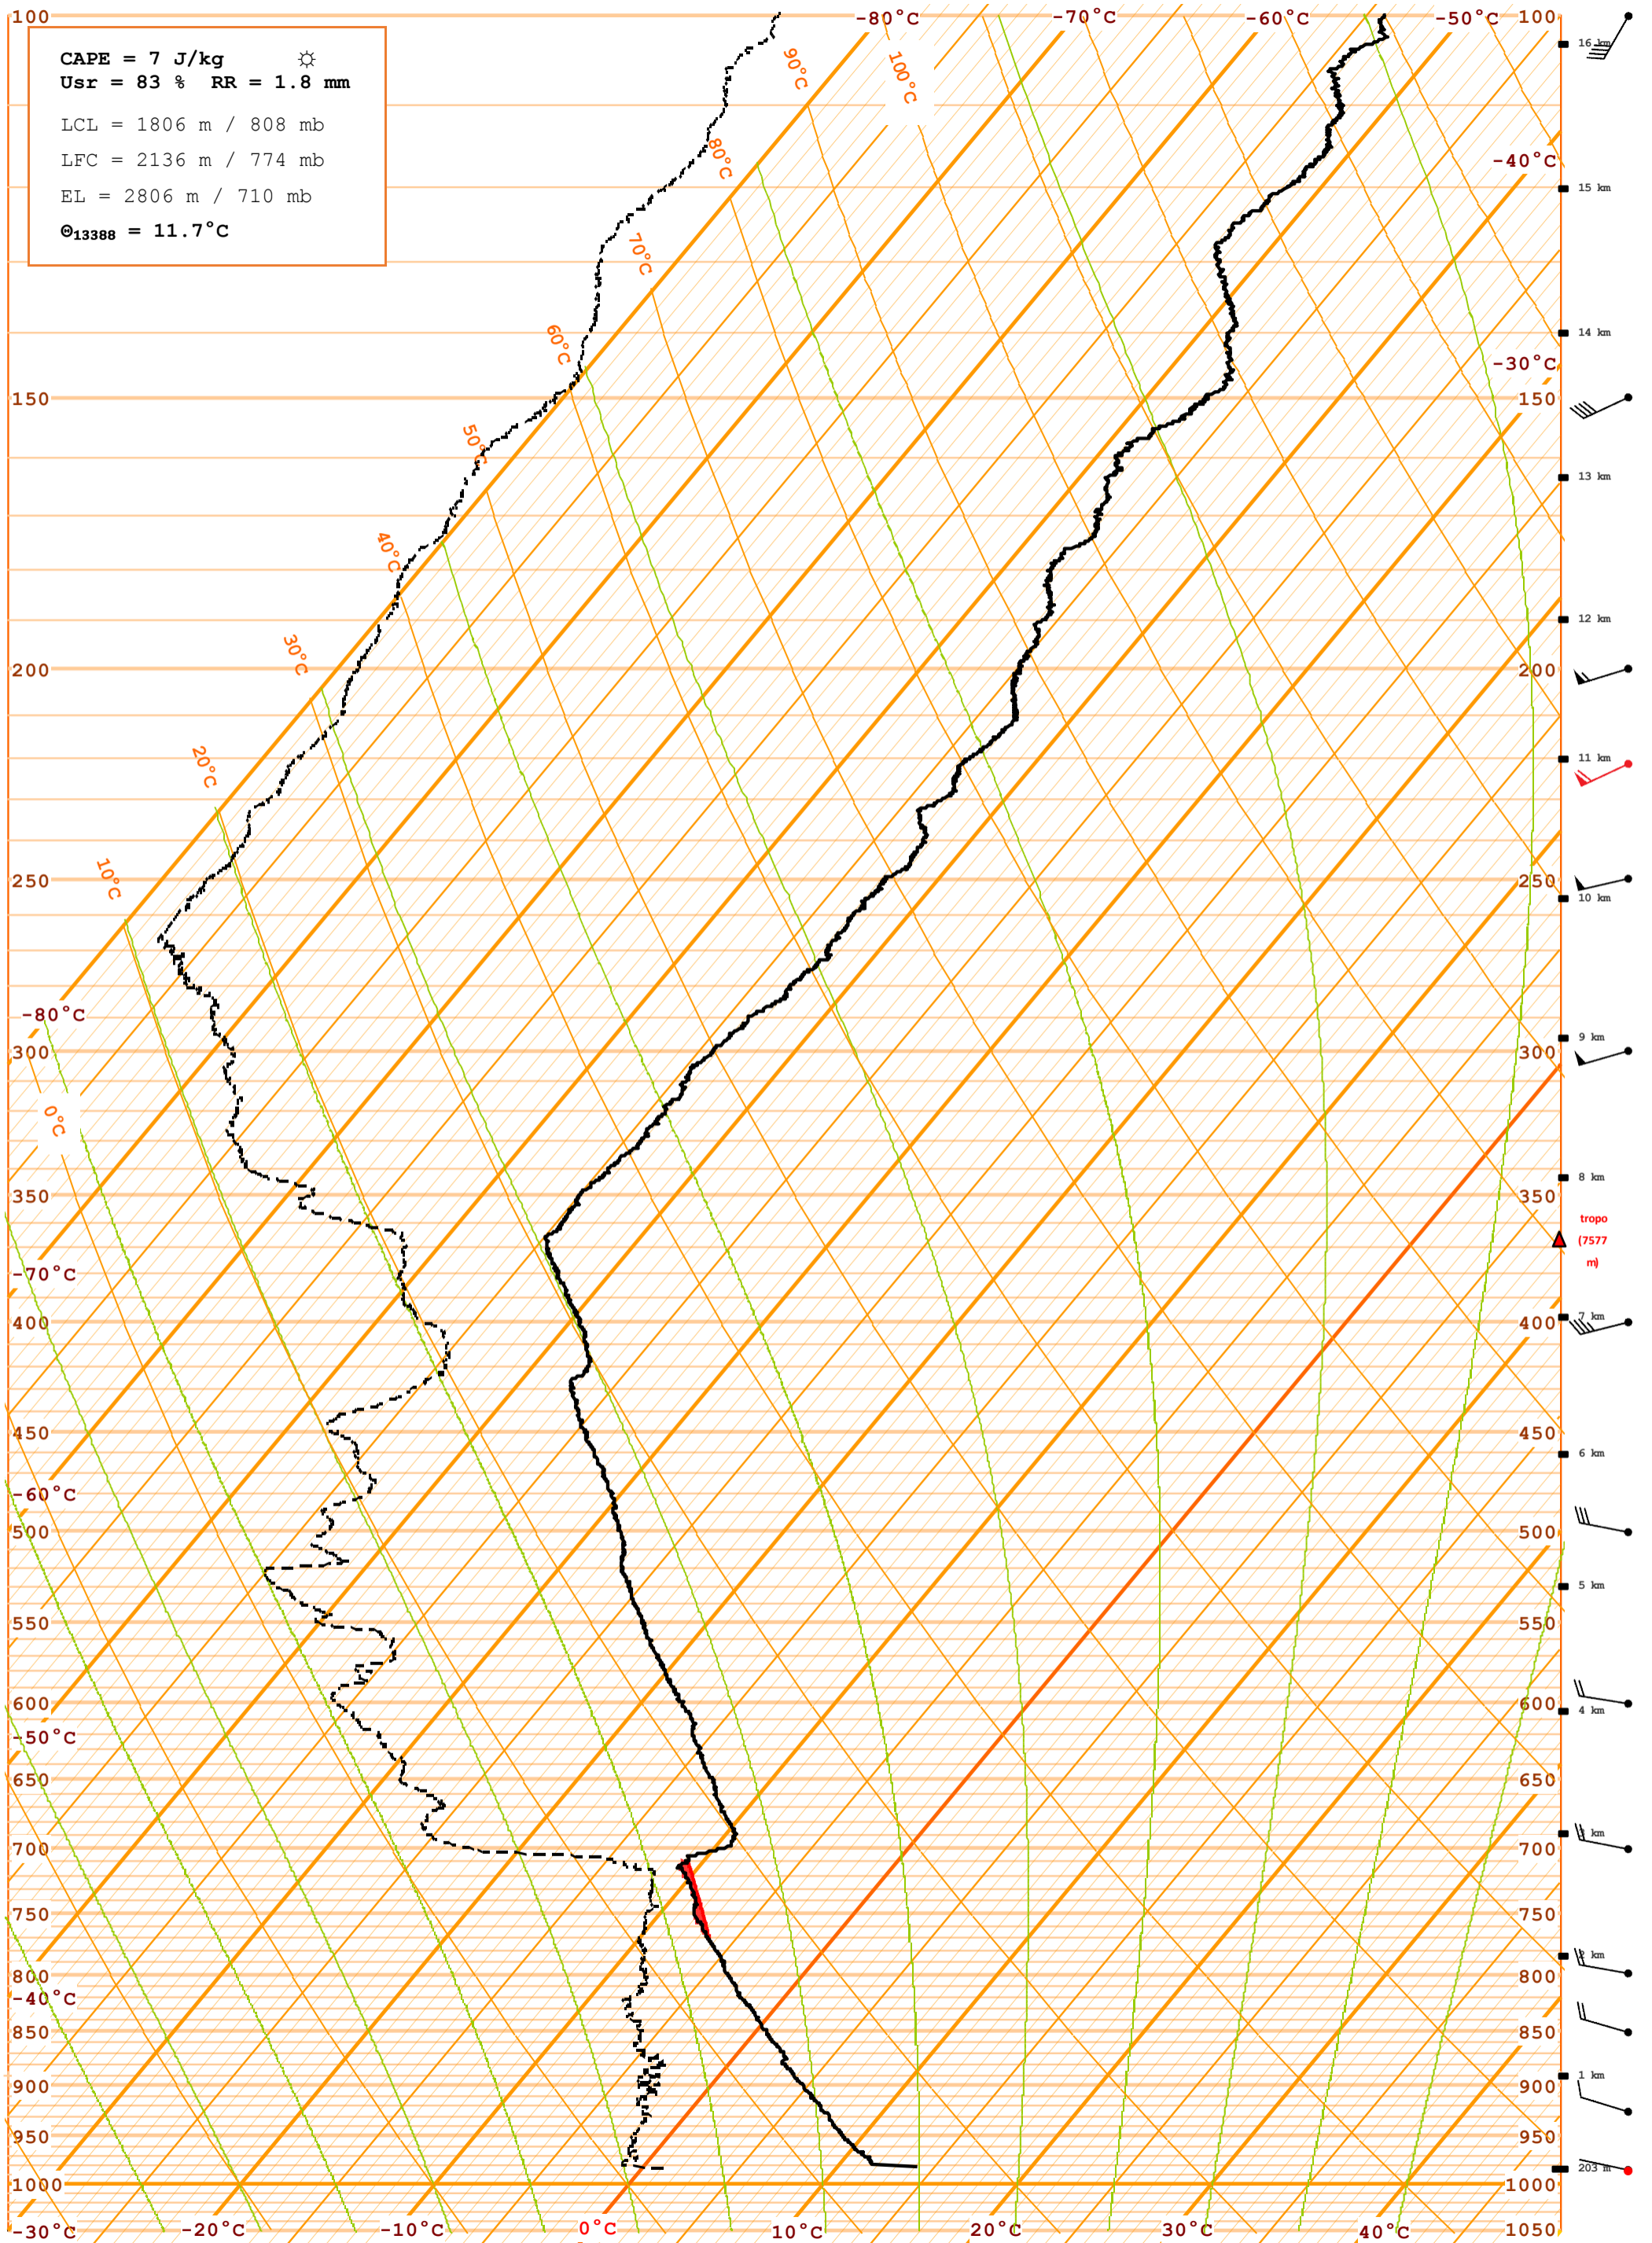 100 -80°C -70°C -60°C -50°C 100
CAPE = 7 J/kg ☼
Usr = 83 % RR = 1.8 mm
LCL = 1806 m / 808 mb
LFC = 2136 m / 774 mb
EL = 2806 m / 710 mb
Θ13388 = 11.7°C
16 km
90°C 100°C
80°C -40°C
15 km
70°C
60°C 14 km
-30°C
150 150
50°C
13 km
40°C
12 km
30°C
200 200
20°C 11 km
10°C
250 250
10 km
-80°C
9 km
300 300
0°C
8 km
350 350
tropo
(7577
m)
-70°C
7 km
400 400
450 450
6 km
-60°C
500 500
5 km
550 550
600 600
4 km
-50°C
650 650
3 km
700 700
750 750
2 km
800 800
-40°C
850 850
1 km
900 900
950 950
203 m
1000 1000
-30°C -20°C -10°C 0°C 10°C 20°C 30°C 40°C 1050